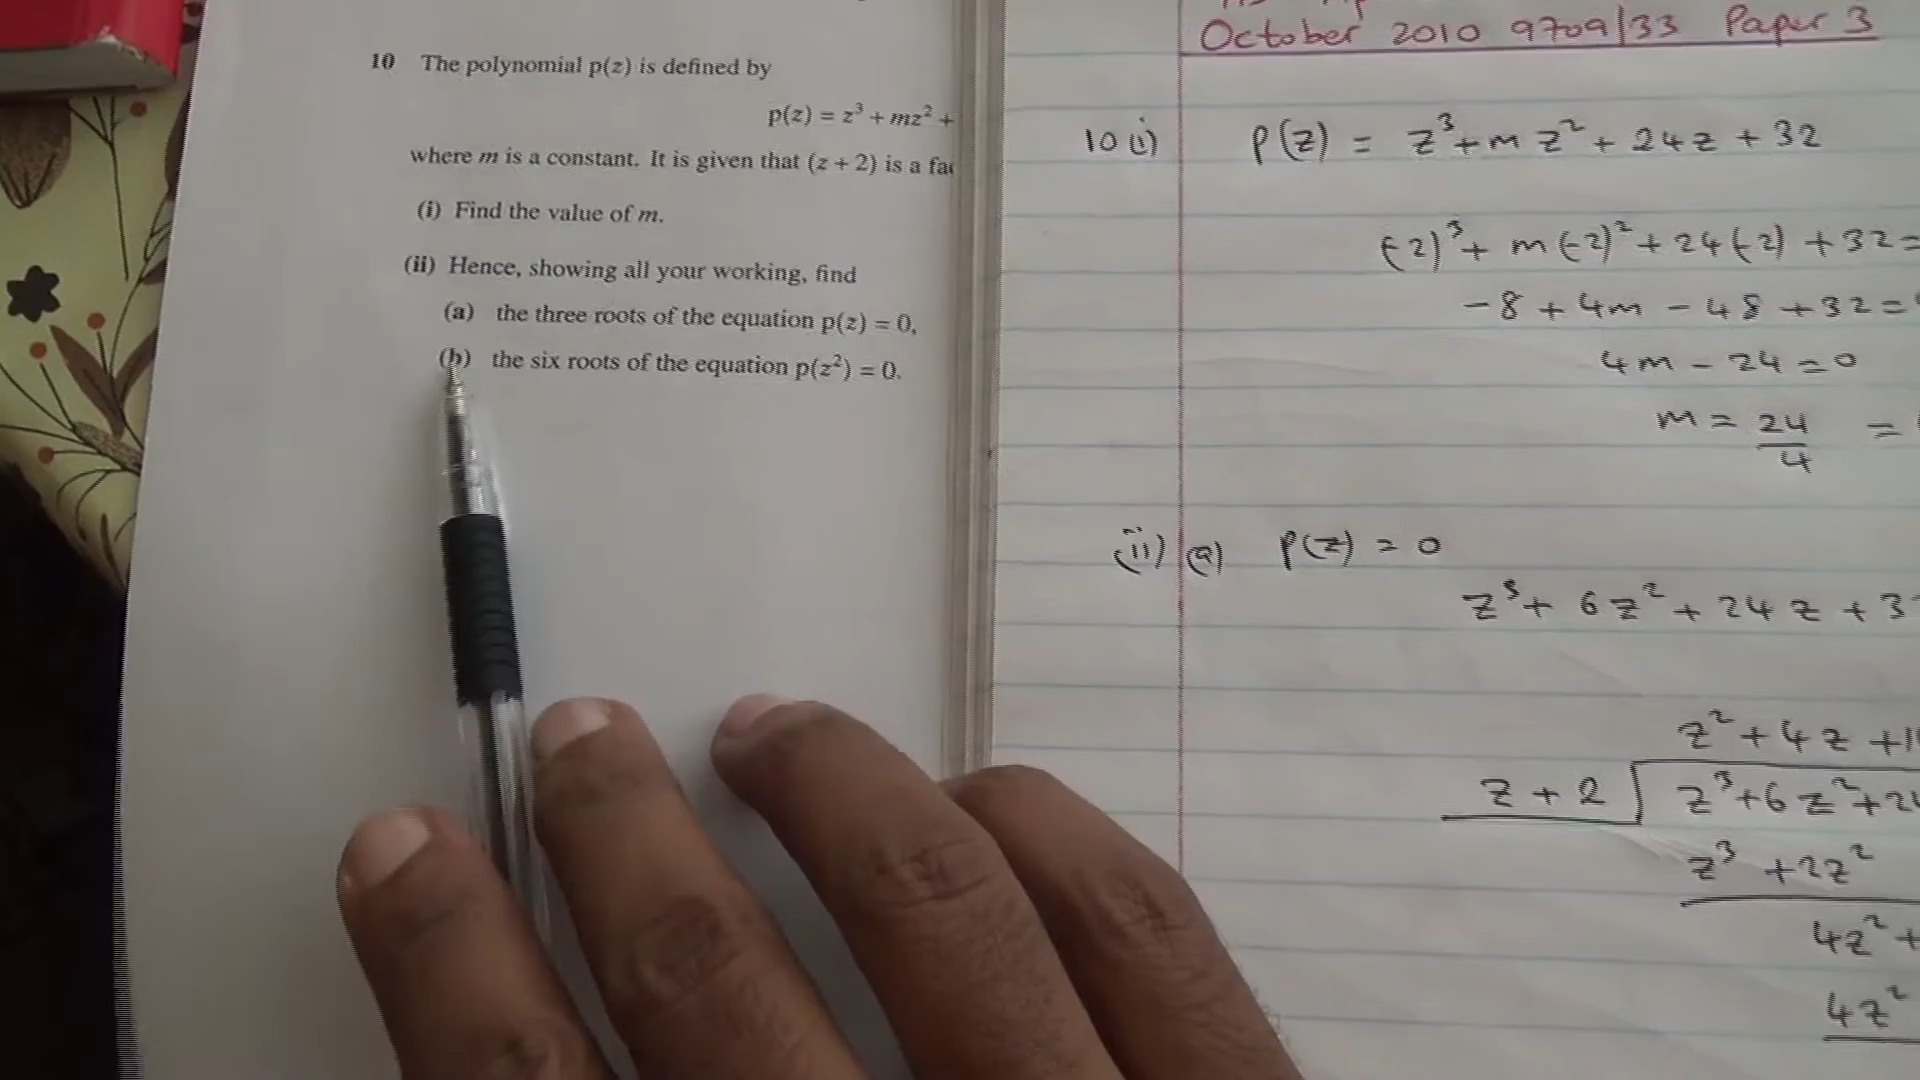 10 The polynomial p(z) is defined by
p(z) = z³ + mz² +
where m is a constant. It is given that (z + 2) is a
(i) Find the value of m.
(ii) Hence, showing all your working, find
(a) the three roots of the equation p(z) = 0,
(b) the six roots of the equation p(z²) = 0.
October 2010 9709/33 Paper 3
10 (i) P(z) = z³ + m z² + 24z + 32
(-2)³ + m(-2)² + 24(-2) + 32 =
-8 + 4m - 48 + 32 =
4m - 24 = 0
m = 24/4 =
(ii) (a) P(z) = 0
z³ + 6z² + 24z + 3
z² + 4z + 1
z + 2 z³ + 6z² + 2
z³ + 2z²
4z² +
4z²